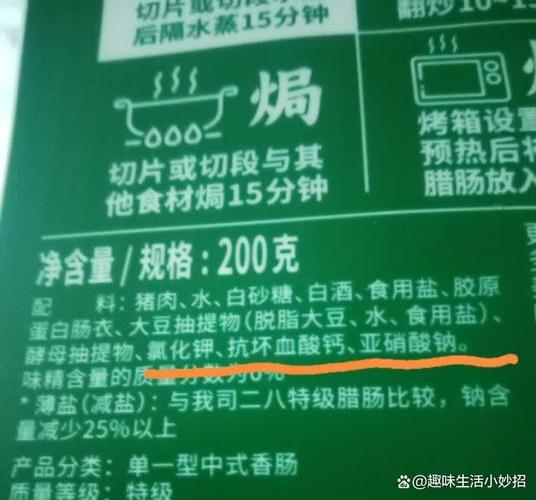 切片或切段
后隔水蒸15分钟
焗
切片或切段与其
他食材焗15分钟
翻炒10~15
烤箱设置
预热后将
腊肠放入
净含量/规格:200克
配 料:猪肉、水、白砂糖、白酒、食用盐、胶原
蛋白肠衣、大豆抽提物(脱脂大豆、水、食用盐)、
酵母抽提物、氯化钾、抗坏血酸钙、亚硝酸钠。
味精含量的质量分数为0%
*薄盐(减盐):与我司二八特级腊肠比较,钠含
量减少25%以上
产品分类:单一型中式香肠
质量等级:特级
趣味生活小妙招